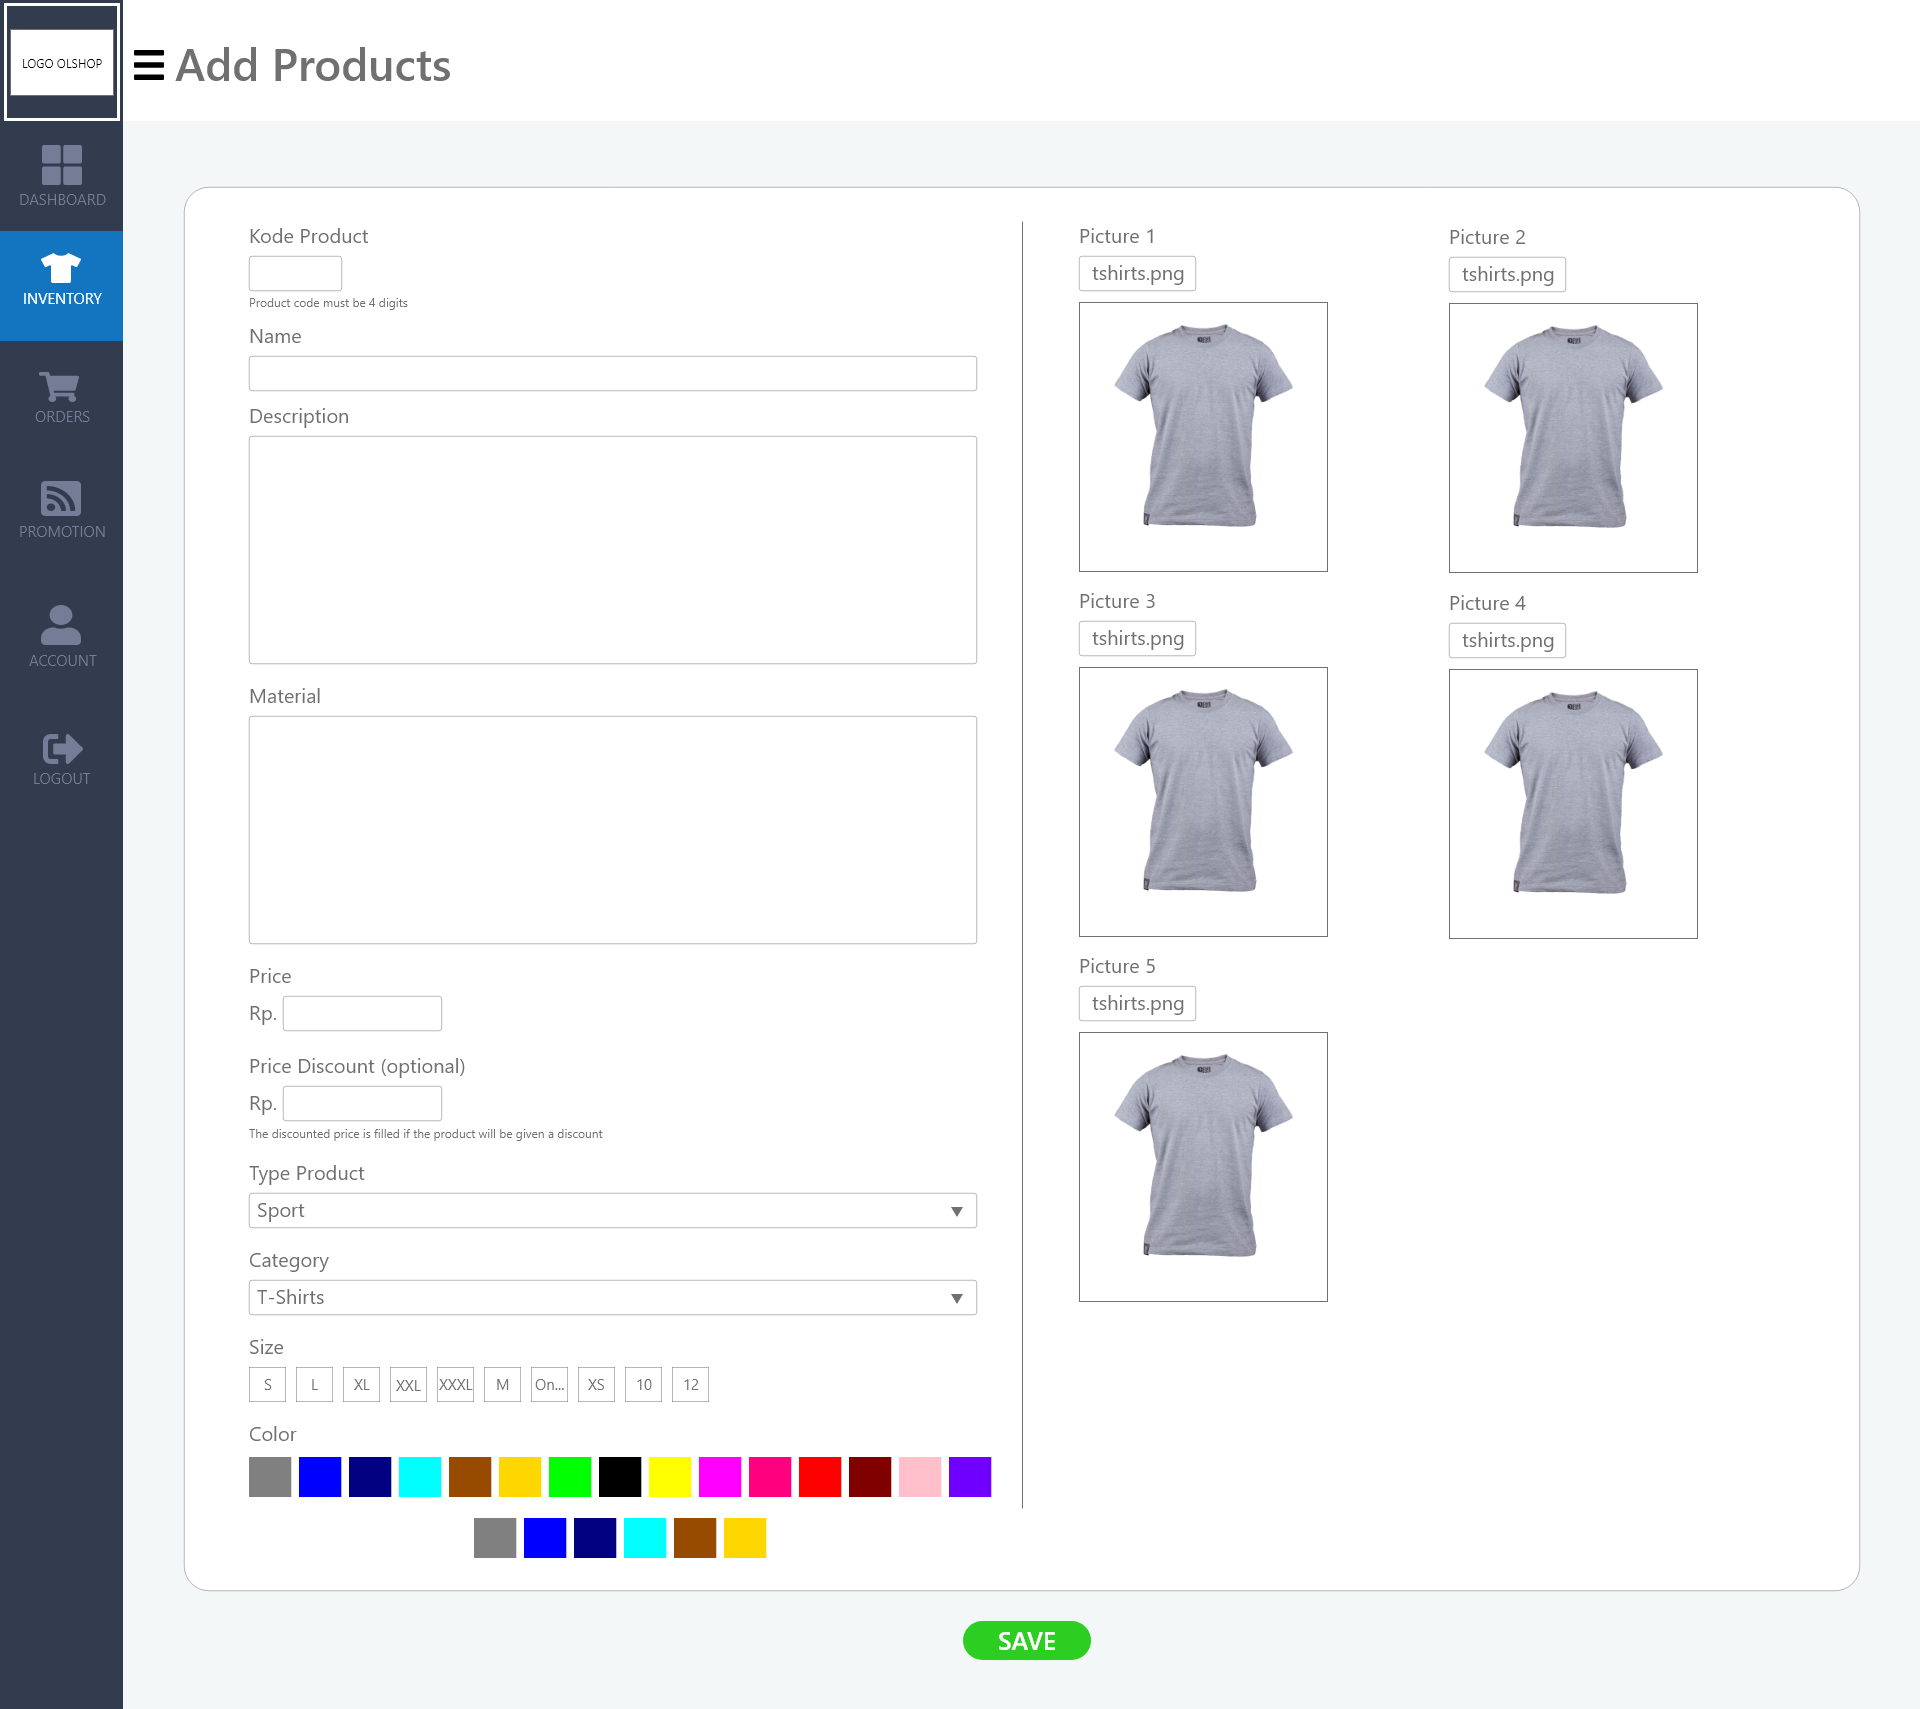 LOGO OLSHOP
Add Products
DASHBOARD
INVENTORY
ORDERS
PROMOTION
ACCOUNT
LOGOUT
Kode Product
Product code must be 4 digits
Name
Description
Material
Price
Rp.
Price Discount (optional)
Rp.
The discounted price is filled if the product will be given a discount
Type Product
Sport
Category
T-Shirts
Size
S L XL XXL XXXL M On... XS 10 12
Color
Picture 1
tshirts.png
Picture 2
tshirts.png
Picture 3
tshirts.png
Picture 4
tshirts.png
Picture 5
tshirts.png
SAVE